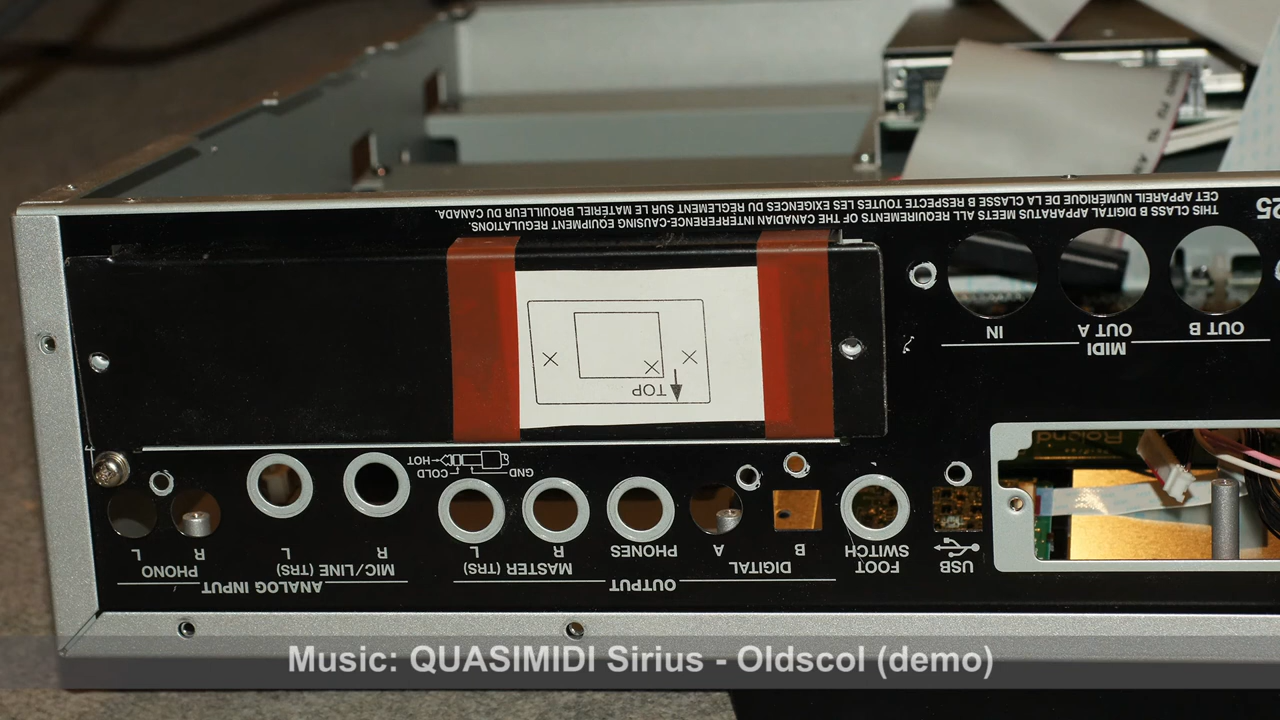 THIS CLASS B DIGITAL APPARATUS MEETS ALL REQUIREMENTS OF THE CANADIAN INTERFERENCE-CAUSING EQUIPMENT REGULATIONS.
CET APPAREIL NUMÉRIQUE DE LA CLASSE B RESPECTE TOUTES LES EXIGENCES DU RÈGLEMENT SUR LE MATÉRIEL BROUILLEUR DU CANADA.
25
IN
OUT A
OUT B
MIDI
TOP
Roland
HOT
COLD
GND
L
R
PHONO
L
R
MIC/LINE (TRS)
ANALOG INPUT
L
R
MASTER (TRS)
PHONES
A
B
DIGITAL
OUTPUT
FOOT
SWITCH
USB
Music: QUASIMIDI Sirius - Oldscol (demo)